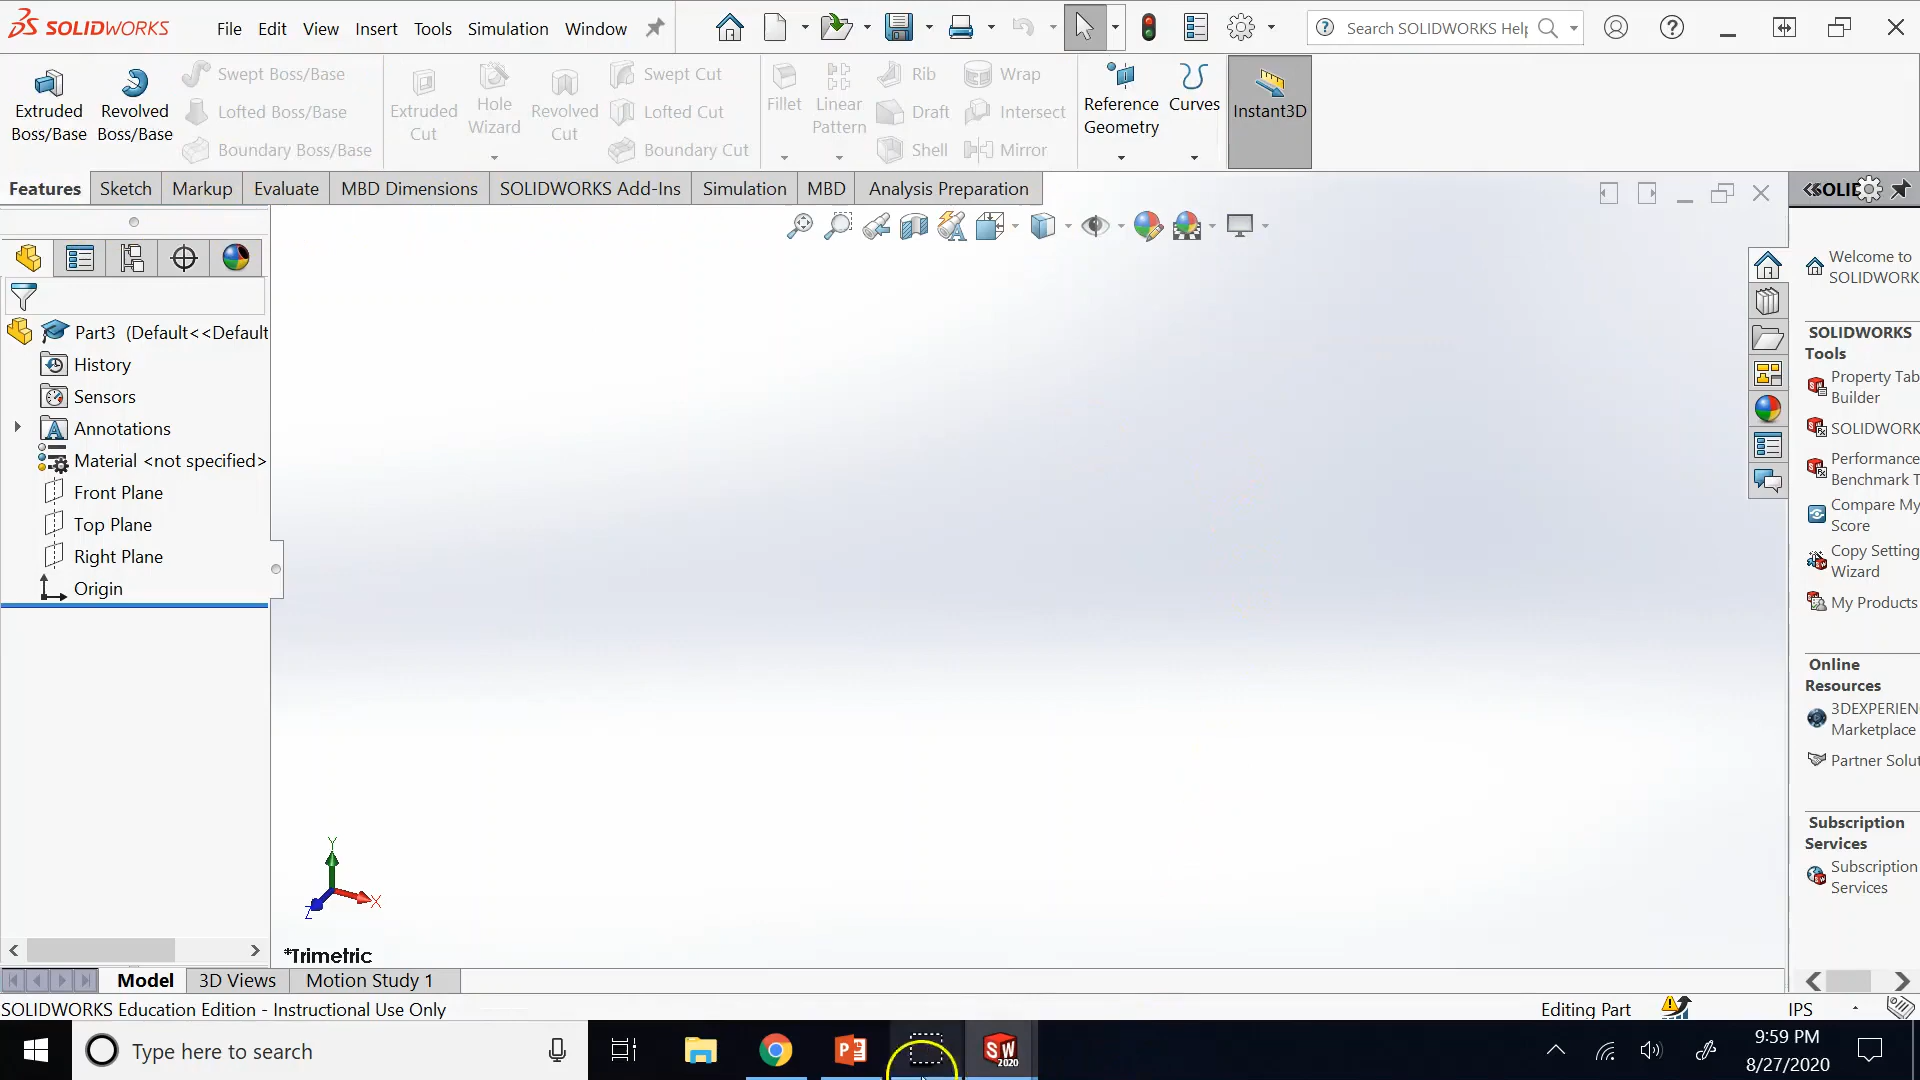 SOLIDWORKS
File Edit View Insert Tools Simulation Window
Search SOLIDWORKS Help
Extruded Boss/Base
Revolved Boss/Base
Swept Boss/Base
Lofted Boss/Base
Boundary Boss/Base
Extruded Cut
Hole Wizard
Revolved Cut
Swept Cut
Lofted Cut
Boundary Cut
Fillet
Linear Pattern
Rib
Draft
Shell
Wrap
Intersect
Mirror
Reference Geometry
Curves
Instant3D
Features Sketch Markup Evaluate MBD Dimensions SOLIDWORKS Add-Ins Simulation MBD Analysis Preparation
SOLID
Part3 (Default<<Default
History
Sensors
Annotations
Material <not specified>
Front Plane
Top Plane
Right Plane
Origin
Y
X
Z
*Trimetric
Welcome to
SOLIDWORK
SOLIDWORKS
Tools
Property Tab
Builder
SOLIDWORK
Performance
Benchmark T
Compare My
Score
Copy Setting
Wizard
My Products
Online
Resources
3DEXPERIEN
Marketplace
Partner Solu
Subscription
Services
Subscription
Services
Model 3D Views Motion Study 1
SOLIDWORKS Education Edition - Instructional Use Only
Editing Part
IPS
Type here to search
SW
2020
9:59 PM
8/27/2020